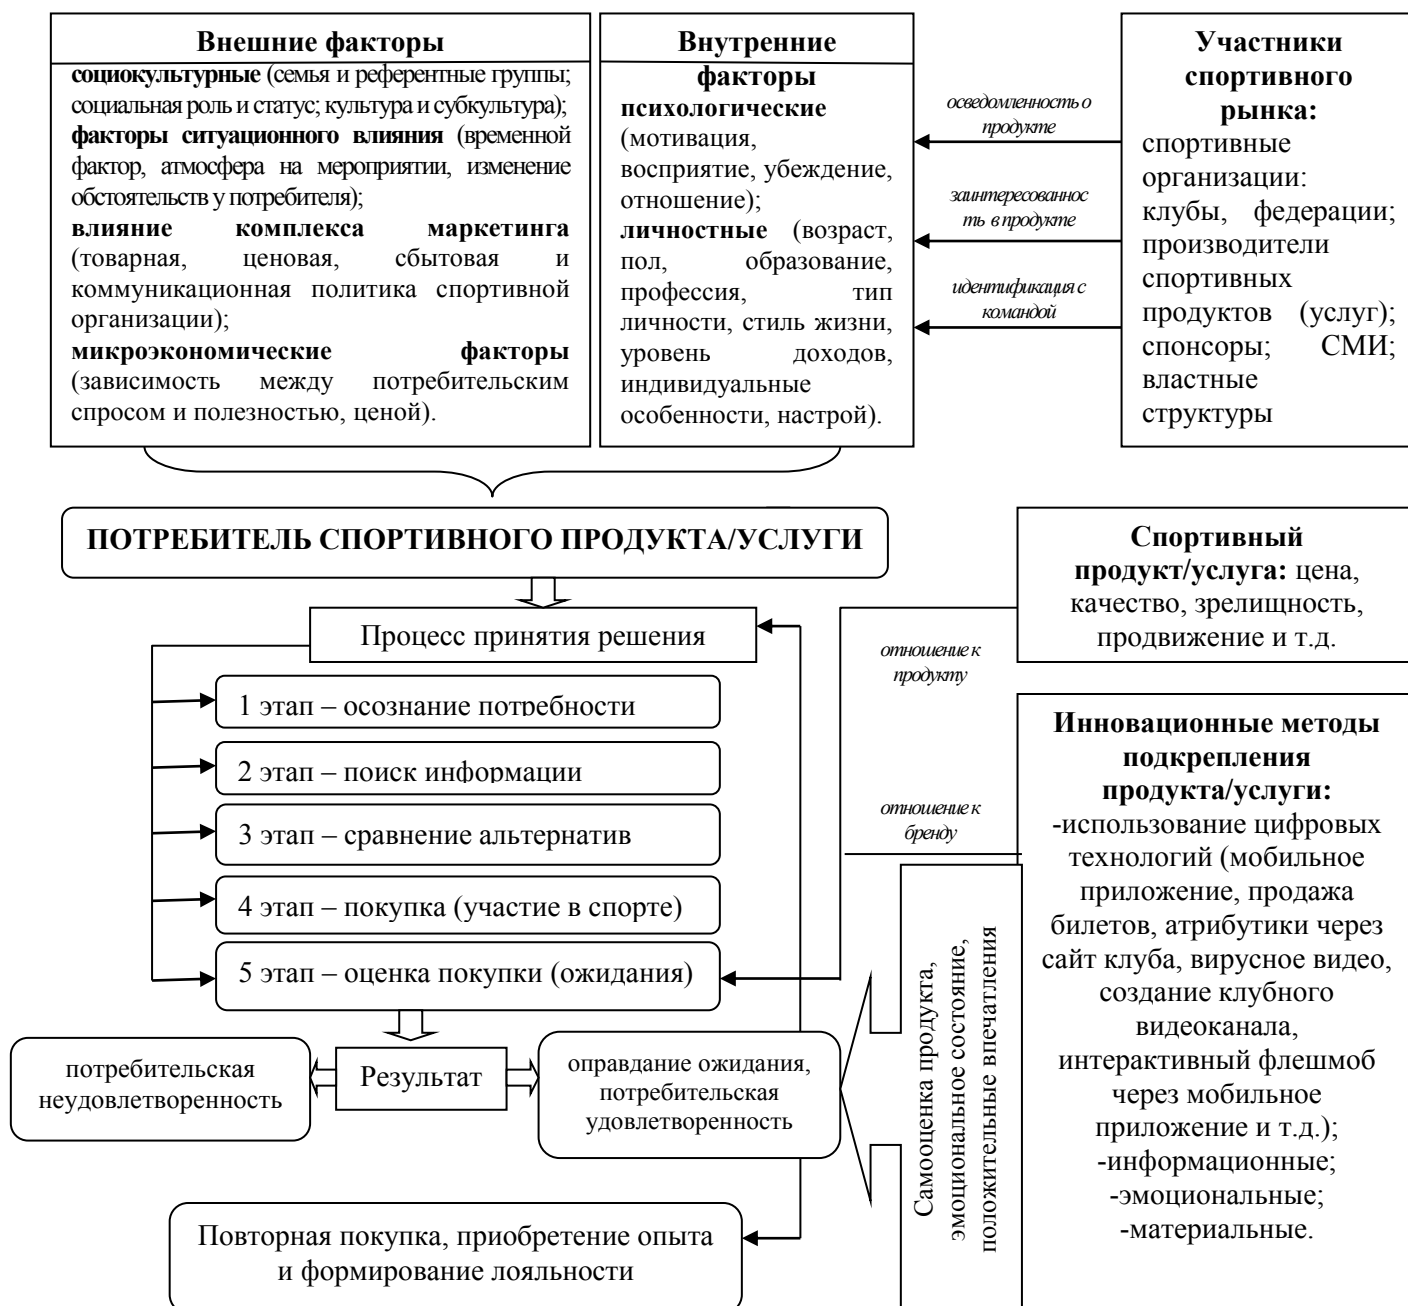 Внешние факторы
социокультурные (семья и референтные группы;
социальная роль и статус; культура и субкультура);
факторы ситуационного влияния (временной
фактор, атмосфера на мероприятии, изменение
обстоятельств у потребителя);
влияние комплекса маркетинга
(товарная, ценовая, сбытовая и
коммуникационная политика спортивной
организации);
микроэкономические факторы
(зависимость между потребительским
спросом и полезностью, ценой).
Внутренние
факторы
психологические
(мотивация,
восприятие, убеждение,
отношение);
личностные (возраст,
пол, образование,
профессия, тип
личности, стиль жизни,
уровень доходов,
индивидуальные
особенности, настрой).
осведомленность о
продукте
заинтересованнос
ть в продукте
идентификация с
командой
Участники
спортивного
рынка:
спортивные
организации:
клубы, федерации;
производители
спортивных
продуктов (услуг);
спонсоры; СМИ;
властные
структуры
ПОТРЕБИТЕЛЬ СПОРТИВНОГО ПРОДУКТА/УСЛУГИ
Процесс принятия решения
1 этап – осознание потребности
2 этап – поиск информации
3 этап – сравнение альтернатив
4 этап – покупка (участие в спорте)
5 этап – оценка покупки (ожидания)
потребительская
неудовлетворенность
Результат
оправдание ожидания,
потребительская
удовлетворенность
Повторная покупка, приобретение опыта
и формирование лояльности
отношение к
продукту
отношение к
бренду
Самооценка продукта,
эмоциональное состояние,
положительные впечатления
Спортивный
продукт/услуга: цена,
качество, зрелищность,
продвижение и т.д.
Инновационные методы
подкрепления
продукта/услуги:
-использование цифровых
технологий (мобильное
приложение, продажа
билетов, атрибутики через
сайт клуба, вирусное видео,
создание клубного
видеоканала,
интерактивный флешмоб
через мобильное
приложение и т.д.);
-информационные;
-эмоциональные;
-материальные.